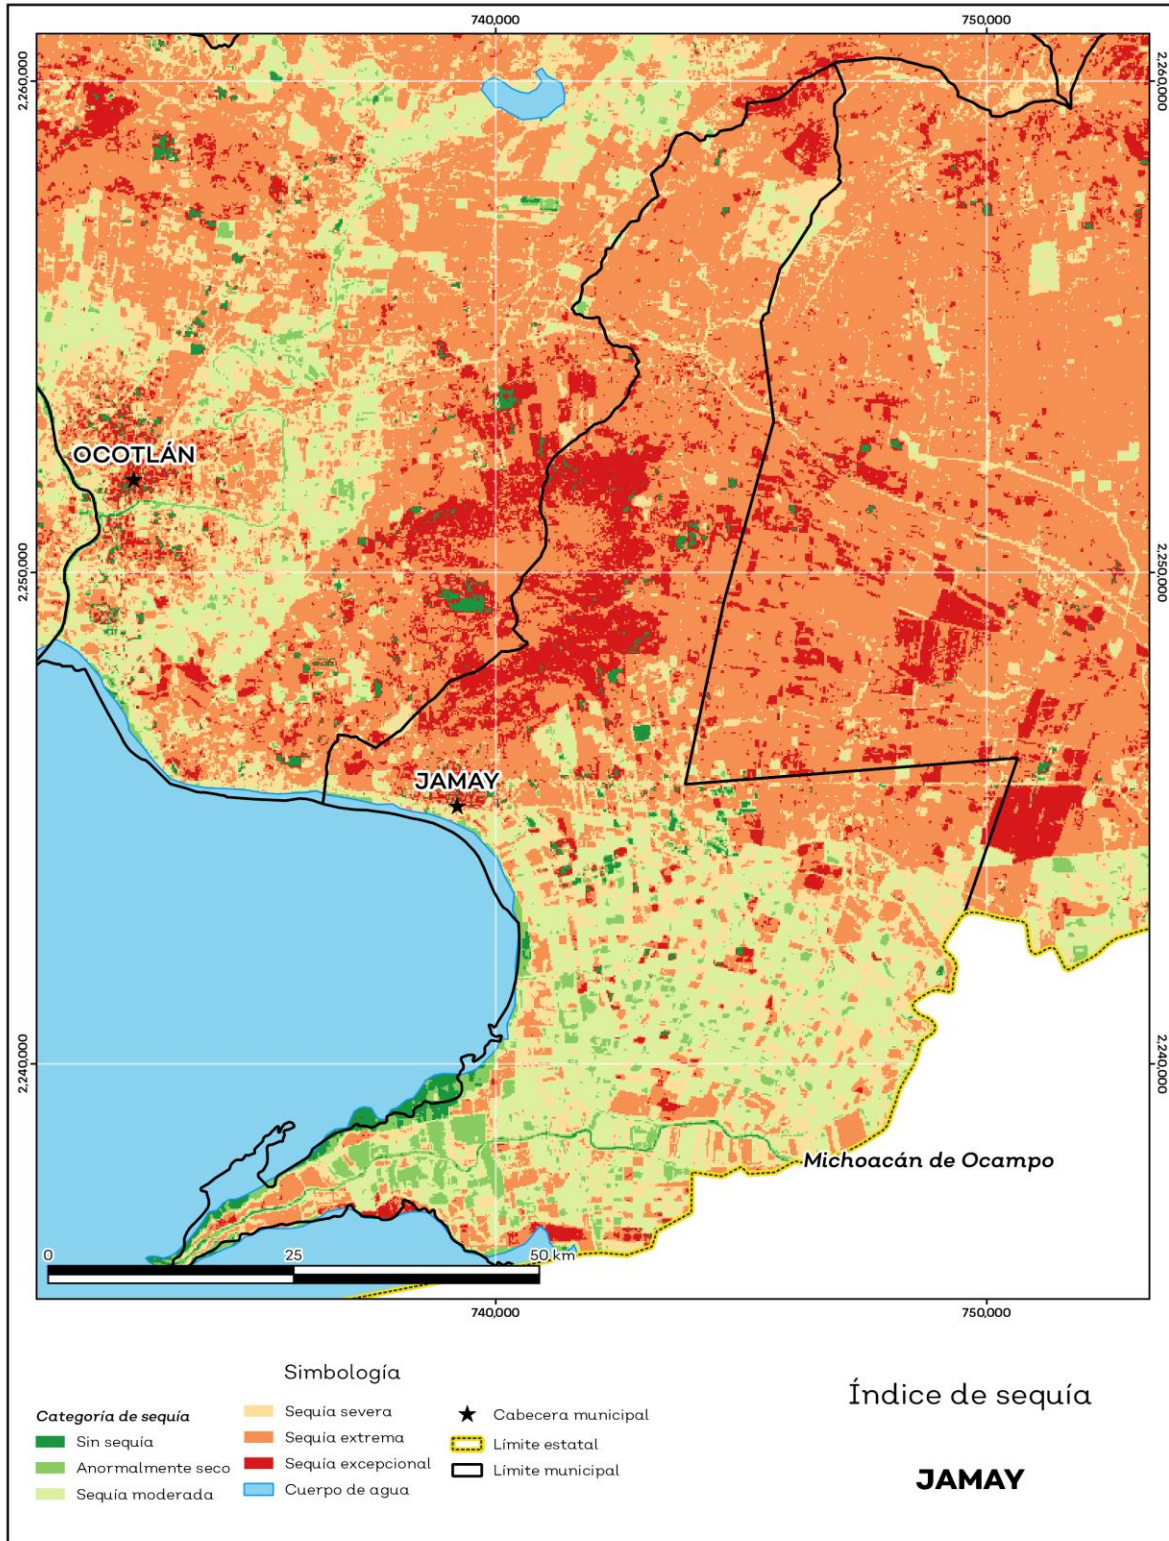 740,000
750,000
2,260,000
2,260,000
OCOTLÁN
2,250,000
2,250,000
JAMAY
2,240,000
2,240,000
Michoacán de Ocampo
0 25 50 km
740,000
750,000
Simbología
Categoría de sequía
Sin sequía
Anormalmente seco
Sequía moderada
Sequía severa
Sequía extrema
Sequía excepcional
Cuerpo de agua
Cabecera municipal
Límite estatal
Límite municipal
Índice de sequía
JAMAY